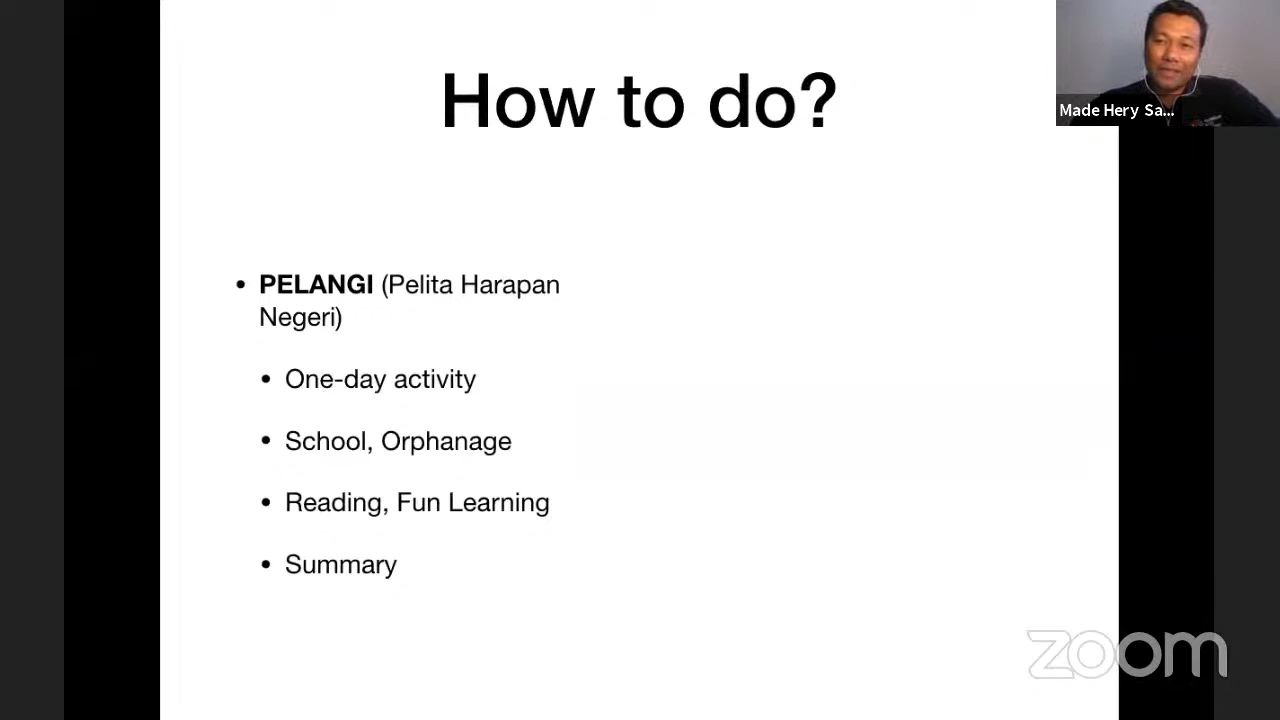 How to do?
Made Hery Sa...
• PELANGI (Pelita Harapan
Negeri)
• One-day activity
• School, Orphanage
• Reading, Fun Learning
• Summary
zoom